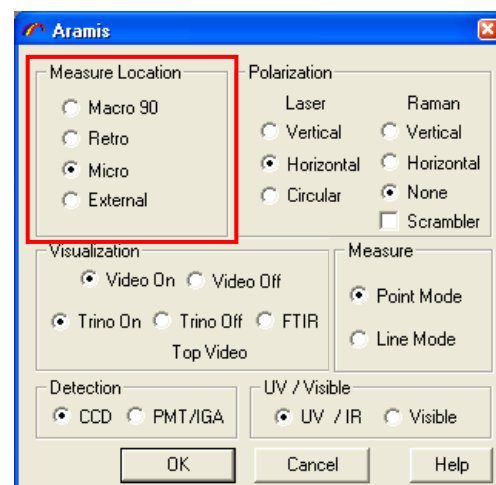 Aramis
Measure Location
Macro 90
Retro
Micro
External
Polarization
Laser
Vertical
Horizontal
Circular
Raman
Vertical
Horizontal
None
Scrambler
Visualization
Video On Video Off
Trino On Trino Off FTIR
Top Video
Measure
Point Mode
Line Mode
Detection
CCD PMT/IGA
UV / Visible
UV / IR Visible
OK Cancel Help